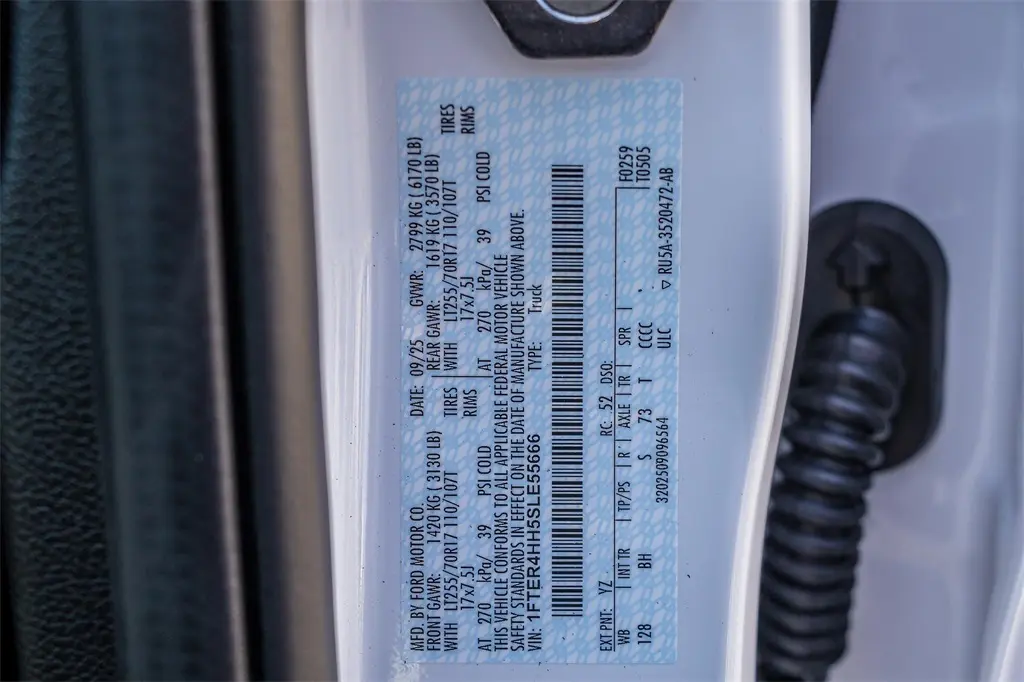 MFD. BY FORD MOTOR CO. DATE: 09/25 GVWR: 2799 KG ( 6170 LB)
FRONT GAWR: 1420 KG ( 3130 LB) REAR GAWR: 1619 KG ( 3570 LB)
WITH LT255/70R17 110/107T TIRES WITH LT255/70R17 110/107T TIRES
17x7.5J RIMS 17x7.5J RIMS
AT 270 kPa/ 39 PSI COLD AT 270 kPa/ 39 PSI COLD
THIS VEHICLE CONFORMS TO ALL APPLICABLE FEDERAL MOTOR VEHICLE
SAFETY STANDARDS IN EFFECT ON THE DATE OF MANUFACTURE SHOWN ABOVE.
VIN: 1FTER4HH5SLE55666 TYPE: Truck
EXT PNT: YZ RC: 52 DSO: F0259
WB INT TR TP/PS R AXLE TR SPR T0505
128 BH S 73 T CCCC
3202509096564 ULC ▽ RU5A-3520472-AB